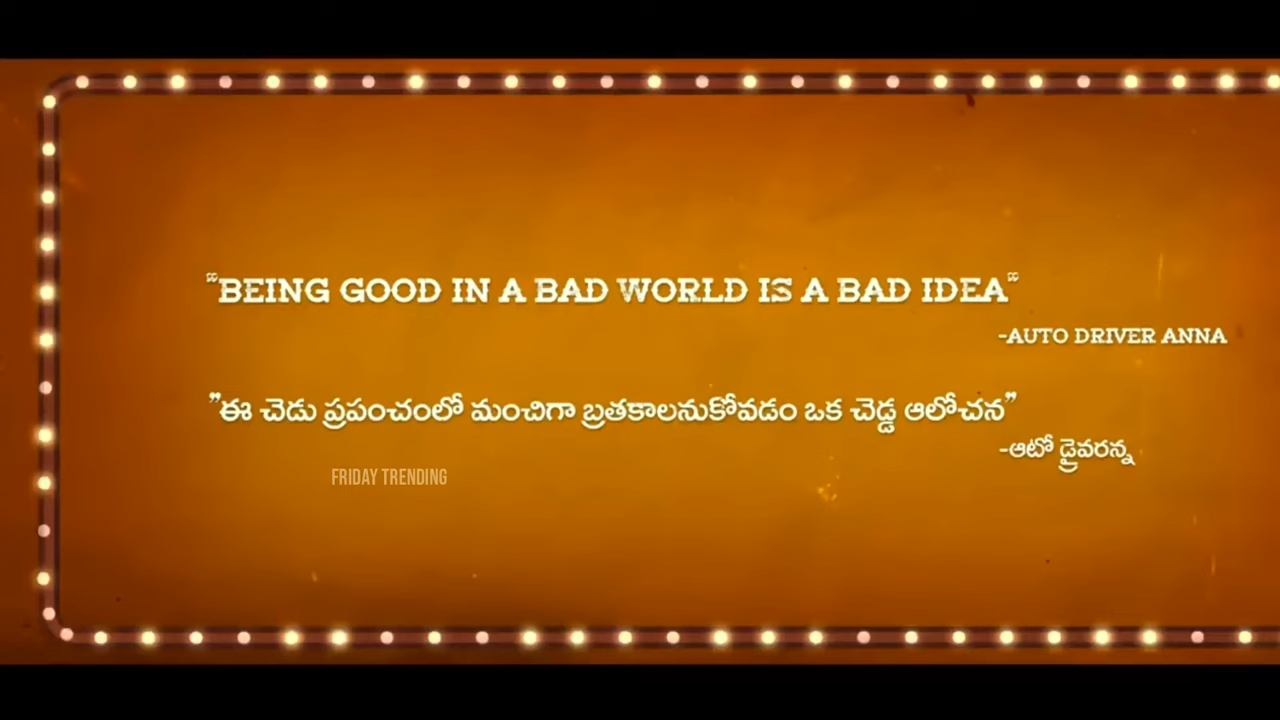 “BEING GOOD IN A BAD WORLD IS A BAD IDEA“
-AUTO DRIVER ANNA
”ఈ చెడు ప్రపంచంలో మంచిగా బ్రతకాలనుకోవడం ఒక చెడ్డ ఆలోచన”
-ఆటో డ్రైవరన్న
FRIDAY TRENDING